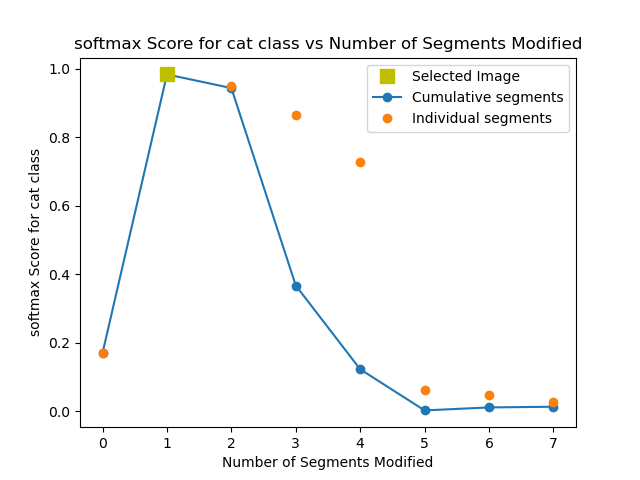 softmax Score for cat class vs Number of Segments Modified
Selected Image
Cumulative segments
Individual segments
softmax Score for cat class
1.0
0.8
0.6
0.4
0.2
0.0
0 1 2 3 4 5 6 7
Number of Segments Modified